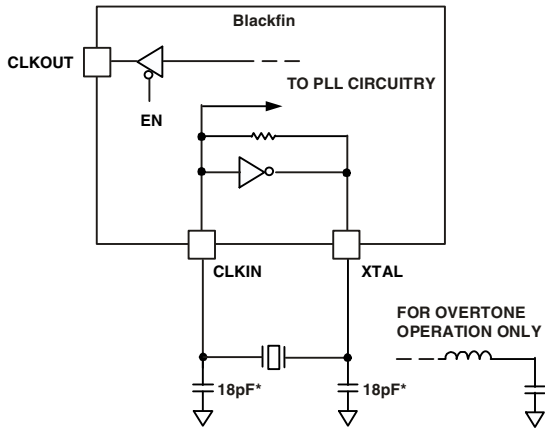 Blackfin
CLKOUT
TO PLL CIRCUITRY
EN
CLKIN
XTAL
FOR OVERTONE
OPERATION ONLY
18pF*
18pF*